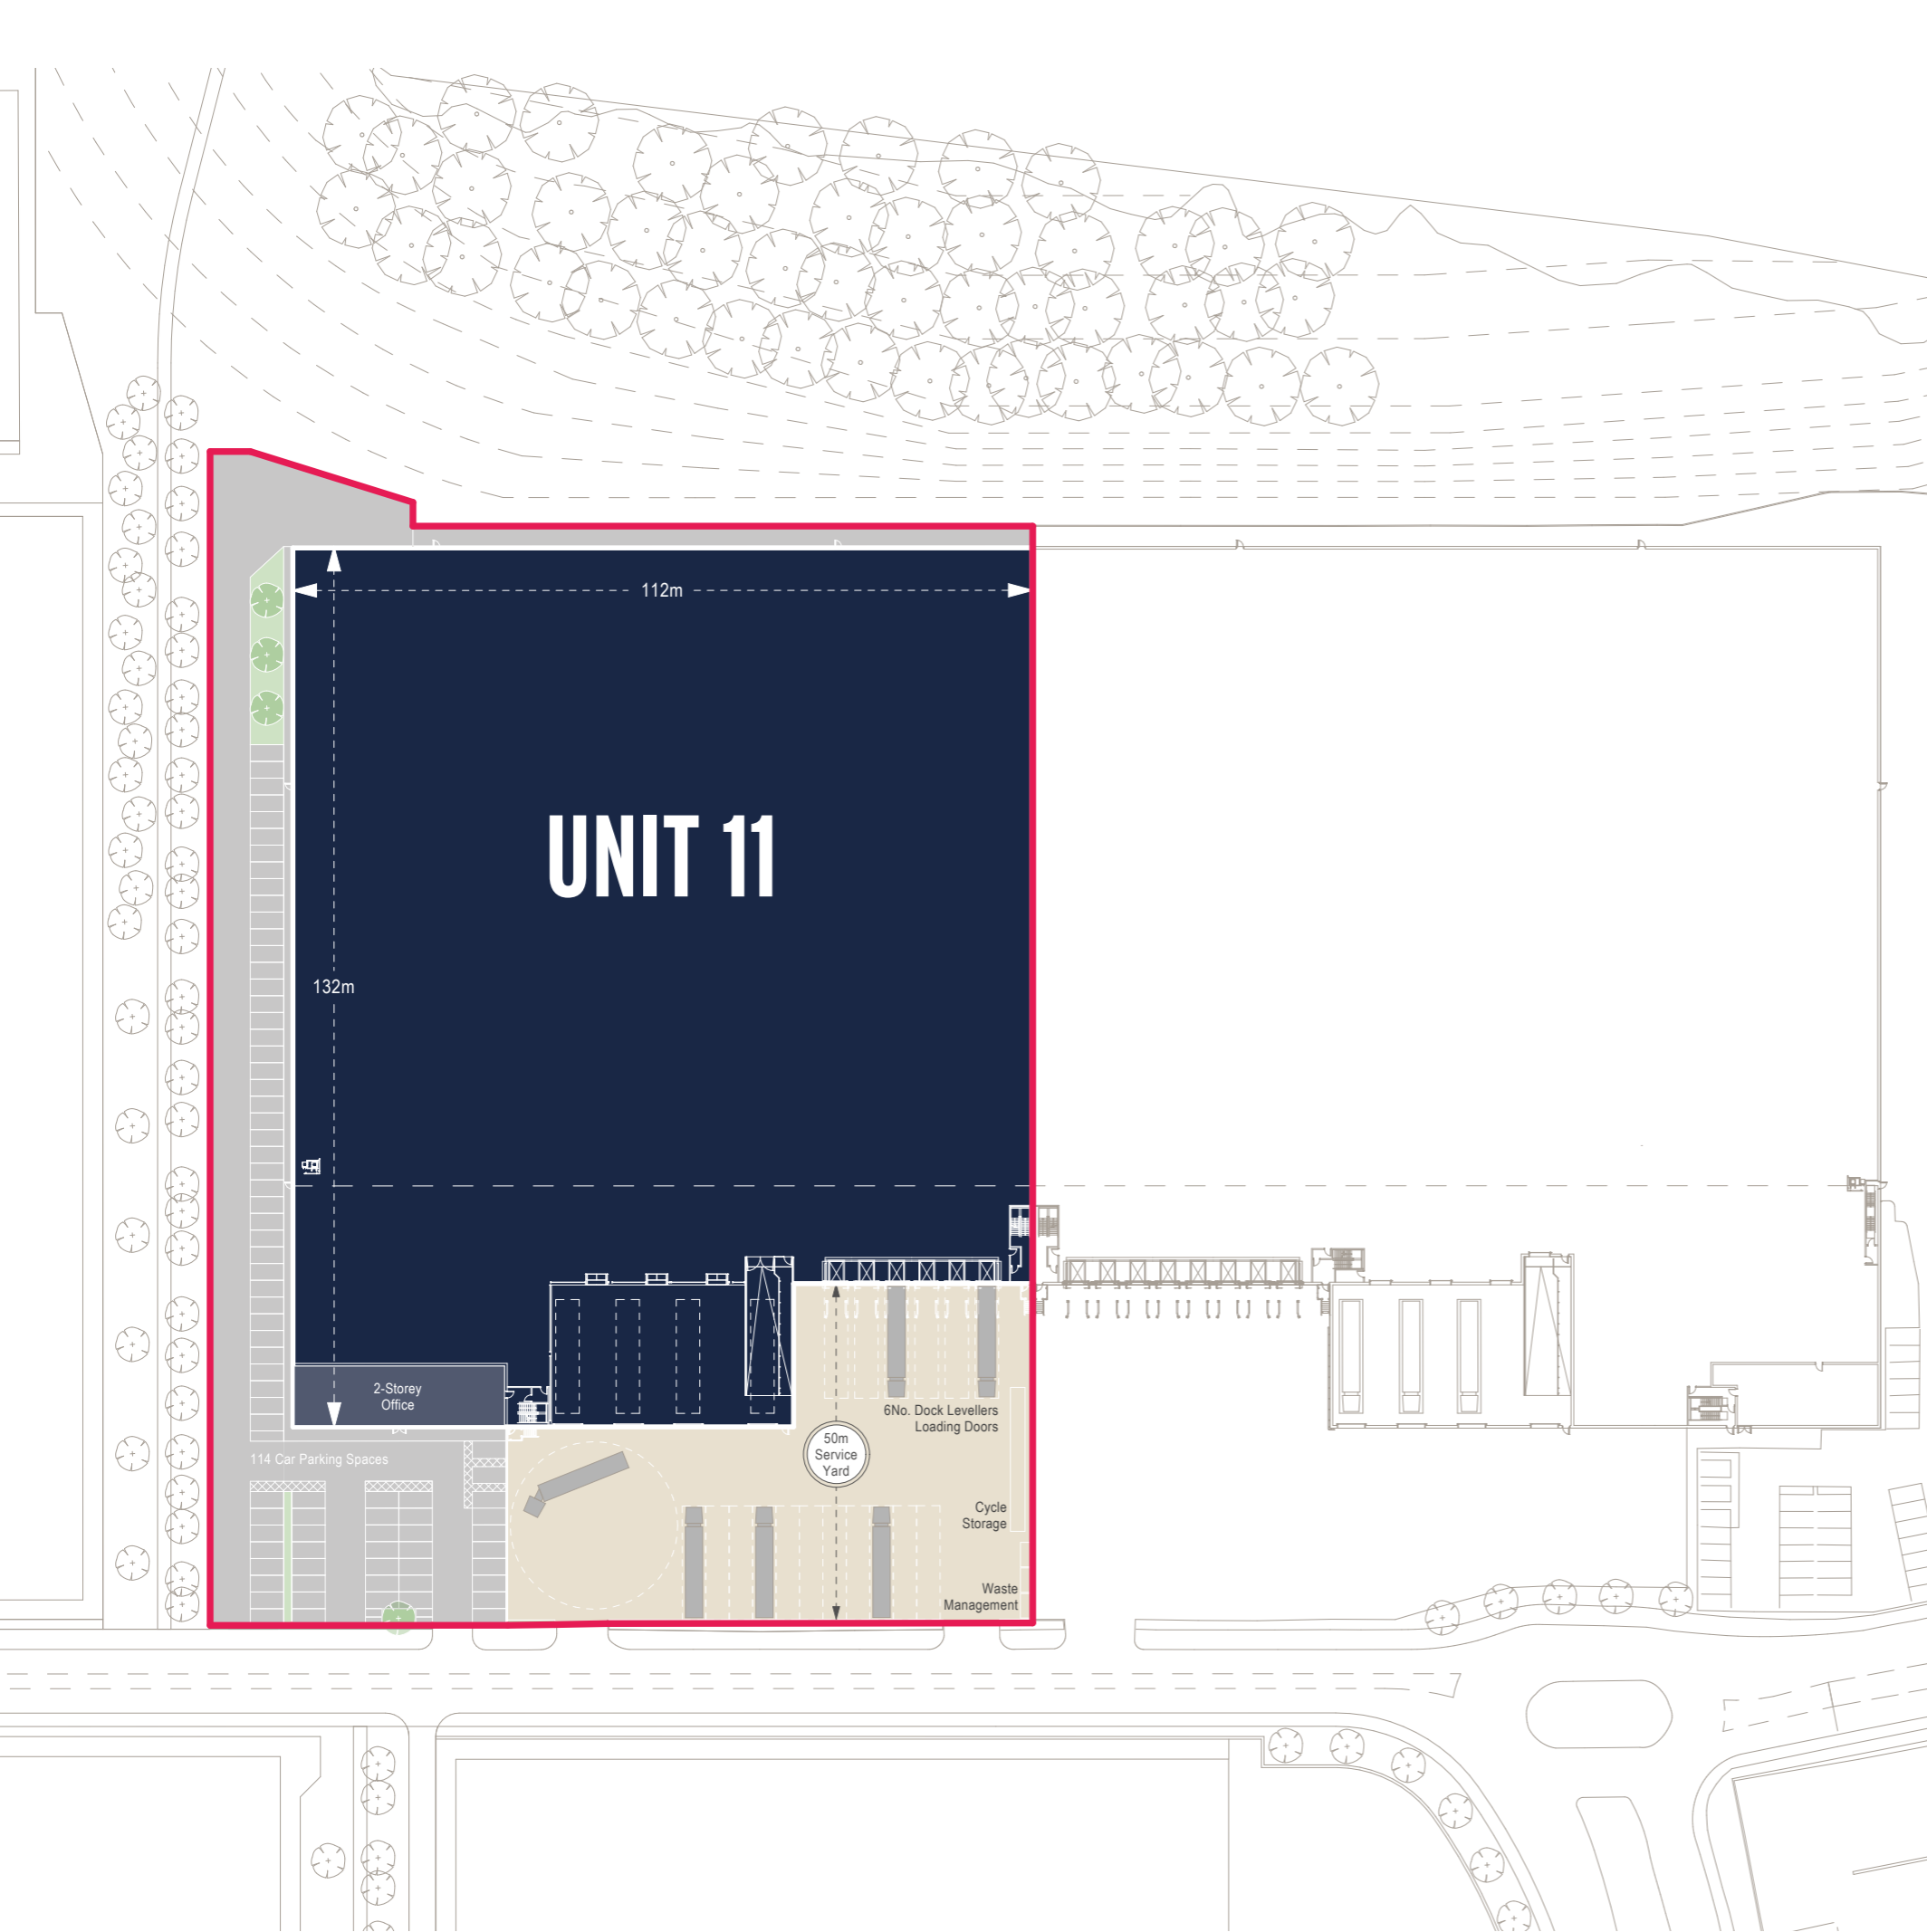 112m
UNIT 11
132m
2-Storey
Office
6No. Dock Levellers
Loading Doors
50m
Service
Yard
114 Car Parking Spaces
Cycle
Storage
Waste
Management